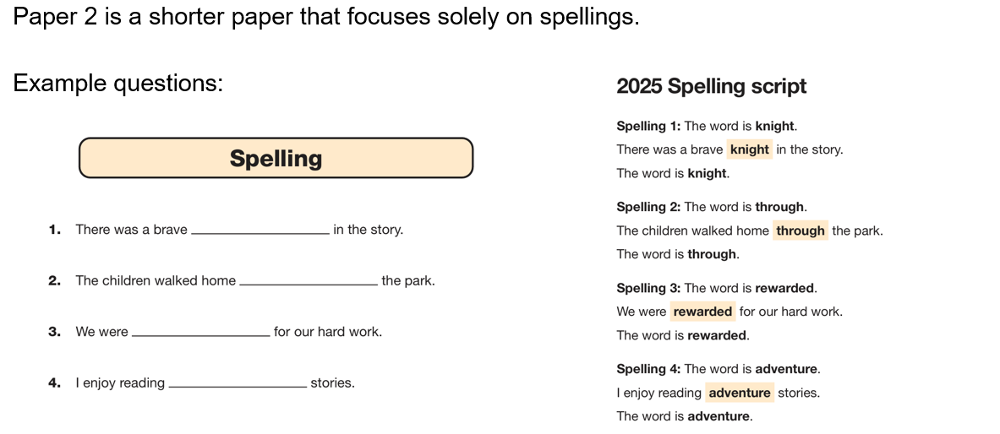 Paper 2 is a shorter paper that focuses solely on spellings.
Example questions:
Spelling
1. There was a brave ____________________ in the story.
2. The children walked home ____________________ the park.
3. We were ____________________ for our hard work.
4. I enjoy reading ____________________ stories.
2025 Spelling script
Spelling 1: The word is knight.
There was a brave knight in the story.
The word is knight.
Spelling 2: The word is through.
The children walked home through the park.
The word is through.
Spelling 3: The word is rewarded.
We were rewarded for our hard work.
The word is rewarded.
Spelling 4: The word is adventure.
I enjoy reading adventure stories.
The word is adventure.